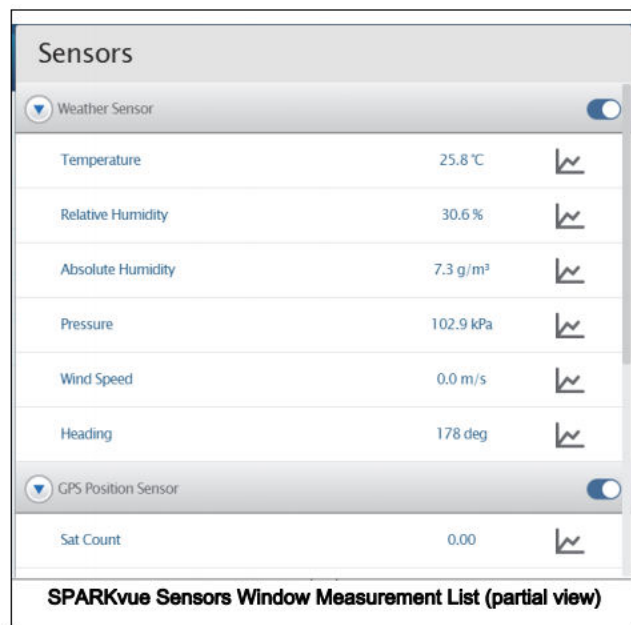 Sensors
Weather Sensor
Temperature 25.8 °C
Relative Humidity 30.6 %
Absolute Humidity 7.3 g/m³
Pressure 102.9 kPa
Wind Speed 0.0 m/s
Heading 178 deg
GPS Position Sensor
Sat Count 0.00
SPARKvue Sensors Window Measurement List (partial view)